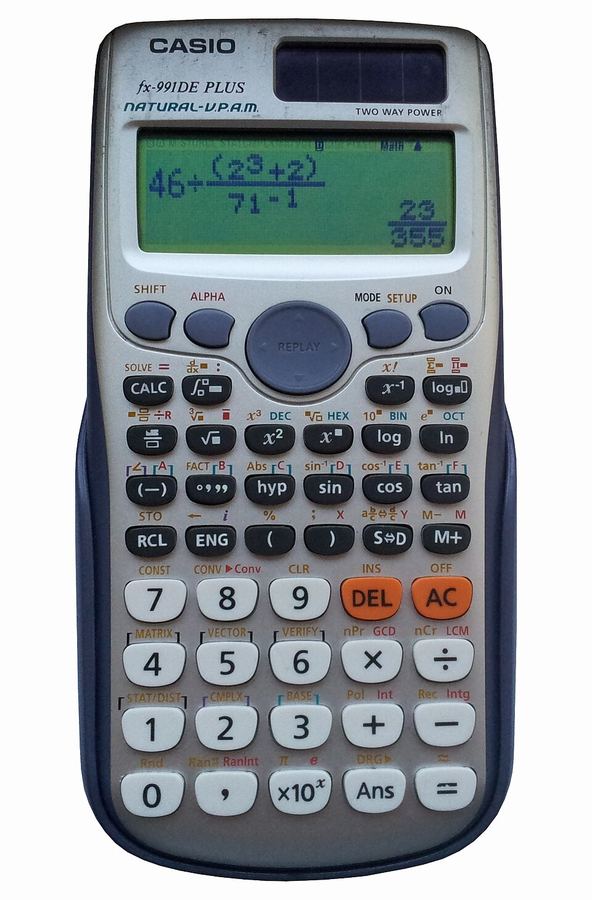 CASIO
fx-991DE PLUS
NATURAL-V.P.A.M.
TWO WAY POWER
D Math ▲
46÷(2³+2)/71⁻¹
23/355
SHIFT ALPHA MODE SETUP ON
REPLAY
SOLVE = d/dx : x! Σ Π
CALC ∫ x⁻¹ log
÷R ³√ x³ DEC √ HEX 10 BIN e OCT
√ x² x log ln
∠ A FACT B Abs C sin⁻¹ D cos⁻¹ E tan⁻¹ F
(−) °,,, hyp sin cos tan
STO ← i % ; X a b/c⇔d/c Y M− M
RCL ENG ( ) S⇔D M+
CONST CONV ▶Conv CLR INS OFF
7 8 9 DEL AC
MATRIX VECTOR VERIFY nPr GCD nCr LCM
4 5 6 × ÷
STAT/DIST CMPLX BASE Pol Int Rec Intg
1 2 3 + −
Rnd Ran# RanInt π e DRG▶ ≈
0 , ×10ˣ Ans =